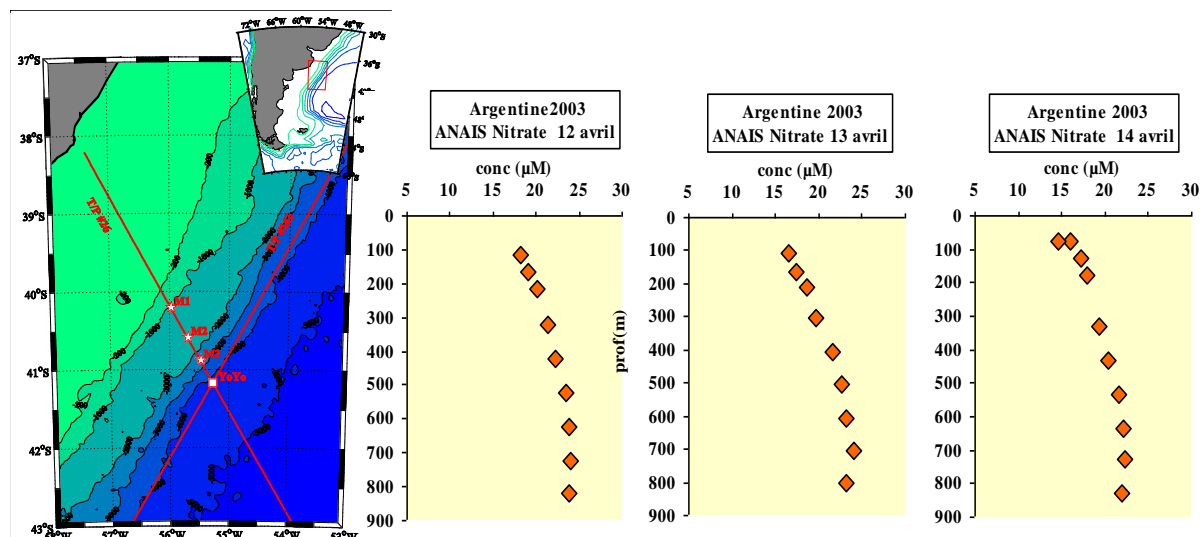 72°W 66°W 60°W 54°W 48°W
30°S
36°S
37°S
38°S
39°S
40°S
41°S
42°S
43°S
T/P #26
M1
M2
M3
YoYo
57°W 56°W 55°W 54°W
Argentine2003
ANAIS Nitrate 12 avril
conc (µM)
5 10 15 20 25 30
0
100
200
300
400
500
600
700
800
900
Argentine 2003
ANAIS Nitrate 13 avril
conc (µM)
5 10 15 20 25 30
prof(m)
0
100
200
300
400
500
600
700
800
900
Argentine 2003
ANAIS Nitrate 14 avril
conc (µM)
5 10 15 20 25 30
0
100
200
300
400
500
600
700
800
900